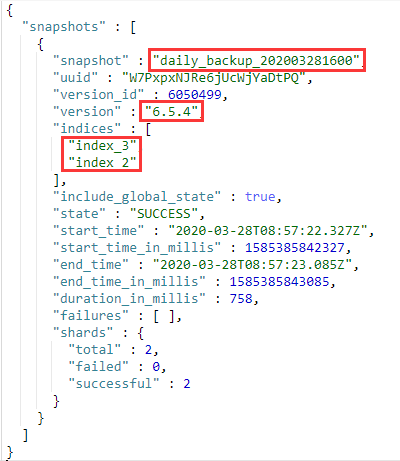 {
  "snapshots" : [
    {
      "snapshot" : "daily_backup_202003281600",
      "uuid" : "W7PxpxNJRe6jUcWjYaDtPQ",
      "version_id" : 6050499,
      "version" : "6.5.4",
      "indices" : [
        "index_3"
        "index 2"
      ],
      "include_global_state" : true,
      "state" : "SUCCESS",
      "start_time" : "2020-03-28T08:57:22.327Z",
      "start_time_in_millis" : 1585385842327,
      "end_time" : "2020-03-28T08:57:23.085Z",
      "end_time_in_millis" : 1585385843085,
      "duration_in_millis" : 758,
      "failures" : [ ],
      "shards" : {
        "total" : 2,
        "failed" : 0,
        "successful" : 2
      }
    }
  ]
}